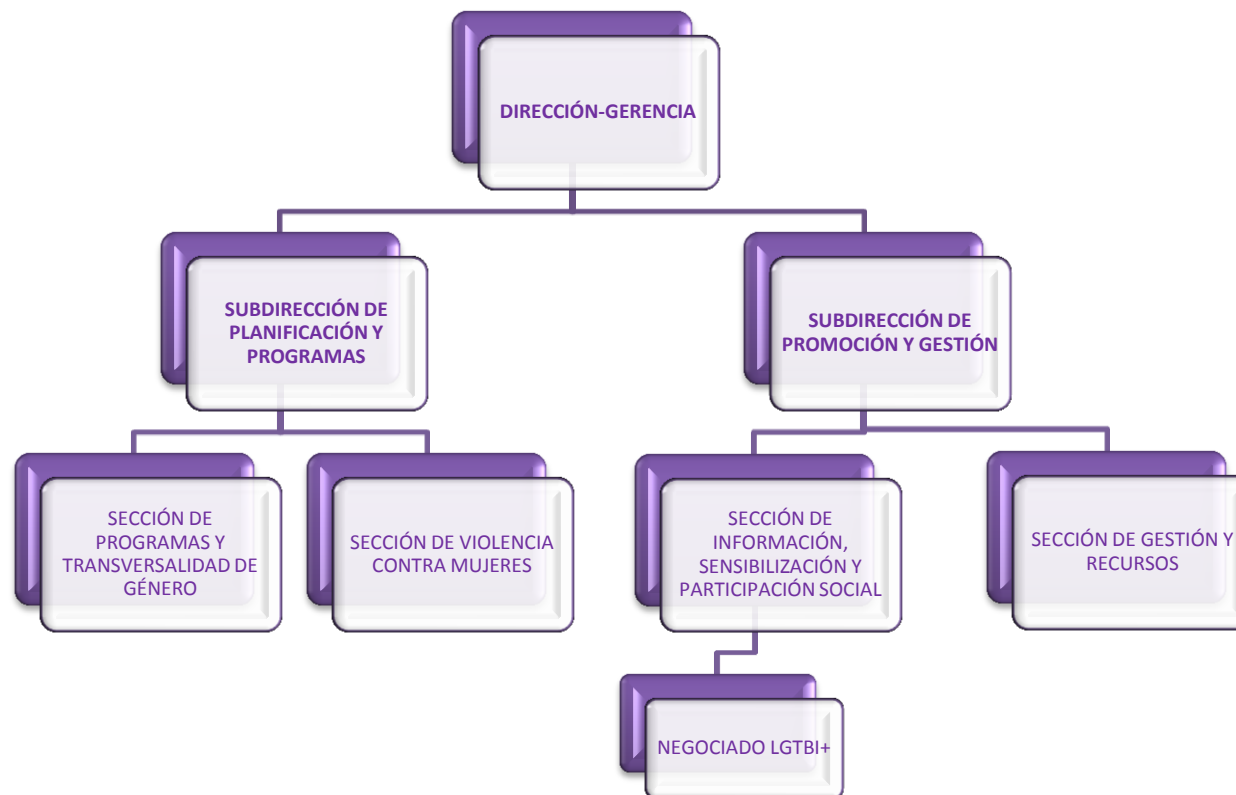 DIRECCIÓN-GERENCIA
SUBDIRECCIÓN DE
PLANIFICACIÓN Y
PROGRAMAS
SUBDIRECCIÓN DE
PROMOCIÓN Y GESTIÓN
SECCIÓN DE
PROGRAMAS Y
TRANSVERSALIDAD DE
GÉNERO
SECCIÓN DE VIOLENCIA
CONTRA MUJERES
SECCIÓN DE
INFORMACIÓN,
SENSIBILIZACIÓN Y
PARTICIPACIÓN SOCIAL
SECCIÓN DE GESTIÓN Y
RECURSOS
NEGOCIADO LGTBI+